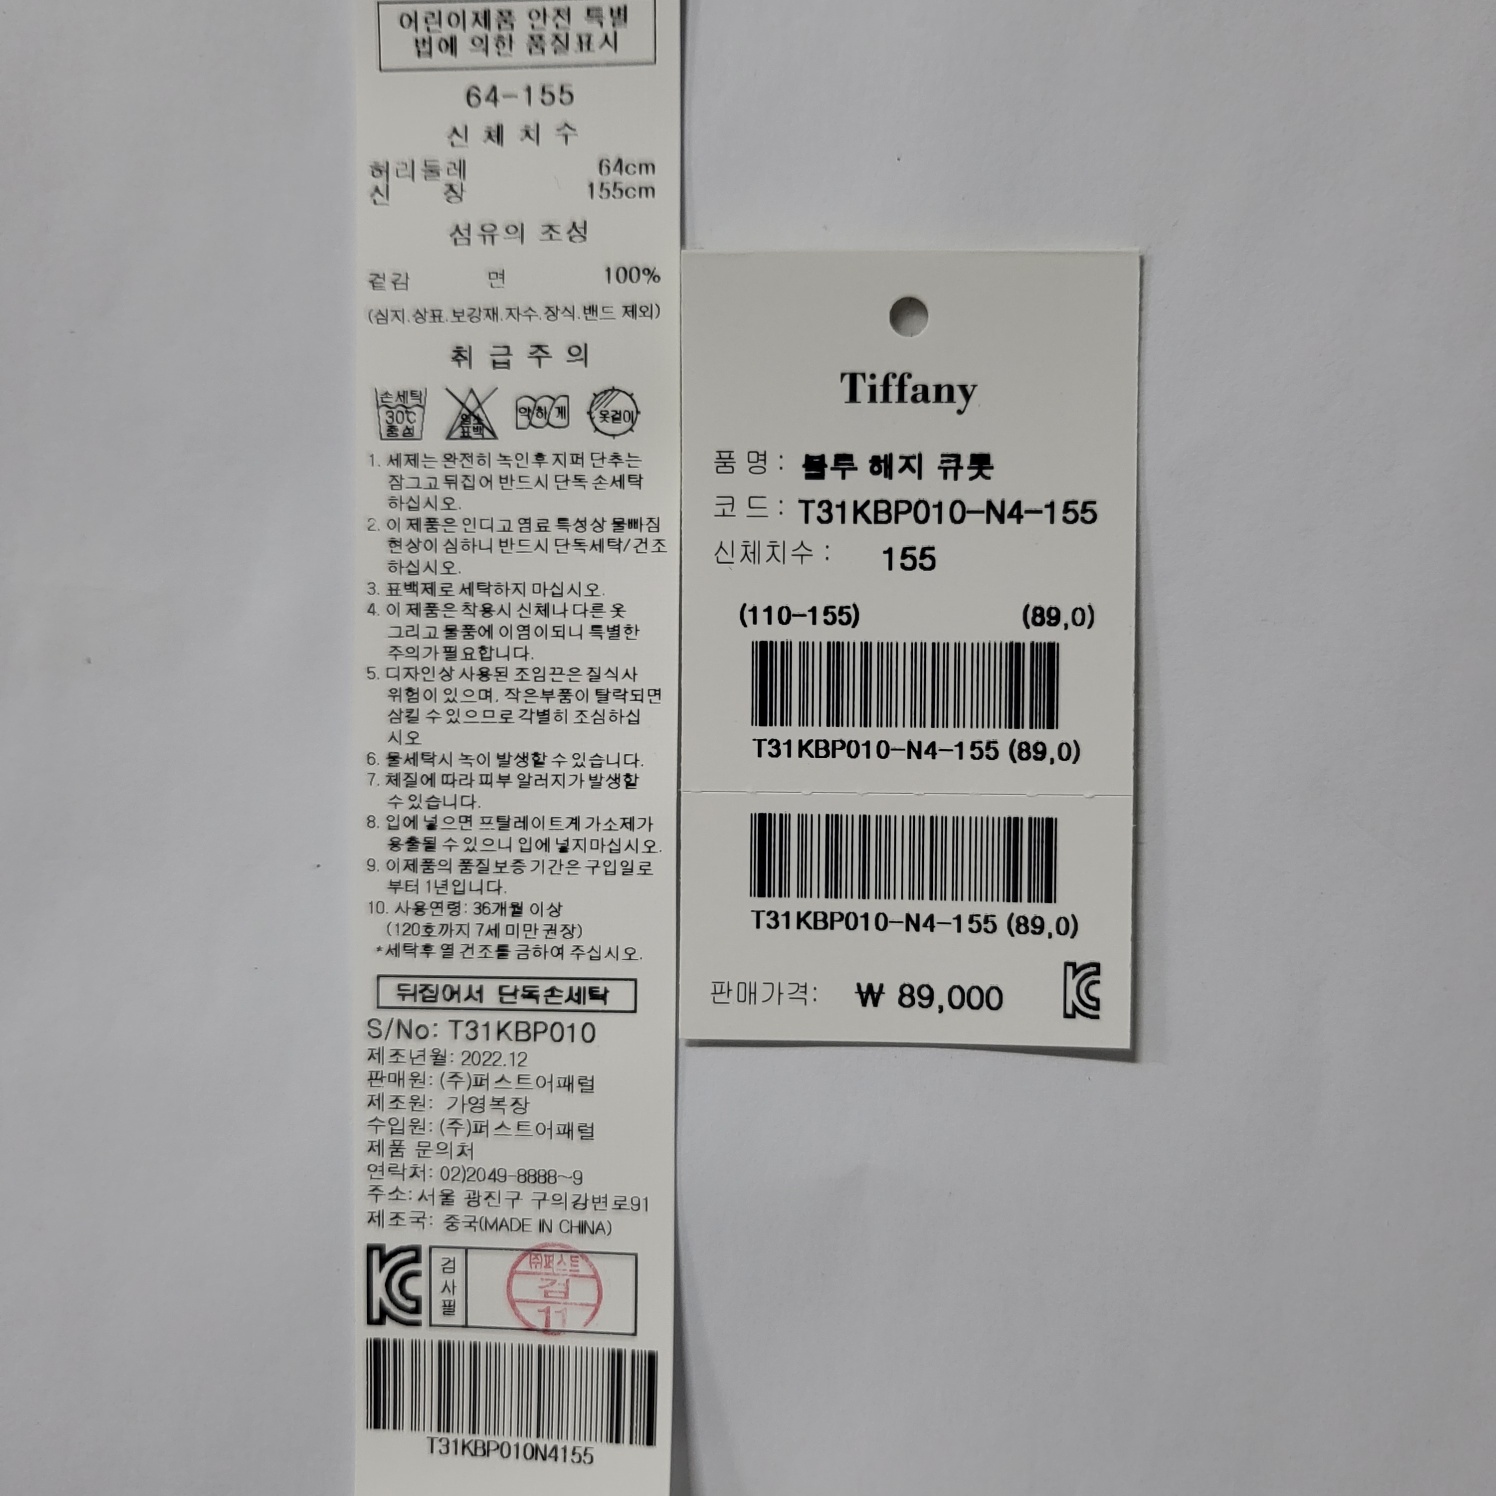 어린이제품 안전 특별
법에 의한 품질표시
64-155
신 체 치 수
허리둘레 64cm
신 장 155cm
섬유의 조성
겉감 면 100%
(심지.상표.보강재.자수.장식.밴드 제외)
취 급 주 의
손세탁
30℃
중성
염소
표백
약하게
옷걸이
1. 세제는 완전히 녹인후 지퍼 단추는
잠그고 뒤집어 반드시 단독 손세탁
하십시오.
2. 이 제품은 인디고 염료 특성상 물빠짐
현상이 심하니 반드시 단독세탁/건조
하십시오.
3. 표백제로 세탁하지 마십시오.
4. 이 제품은 착용시 신체나 다른 옷
그리고 물품에 이염이되니 특별한
주의가 필요합니다.
5. 디자인상 사용된 조임끈은 질식사
위험이 있으며, 작은부품이 탈락되면
삼킬 수 있으므로 각별히 조심하십
시오
6. 물세탁시 녹이 발생할 수 있습니다.
7. 체질에 따라 피부 알러지가 발생할
수 있습니다.
8. 입에 넣으면 프탈레이트계 가소제가
용출될 수 있으니 입에 넣지마십시오.
9. 이제품의 품질보증 기간은 구입일로
부터 1년입니다.
10. 사용연령: 36개월 이상
(120호까지 7세 미만 권장)
*세탁후 열 건조를 금하여 주십시오.
뒤집어서 단독손세탁
S/No: T31KBP010
제조년월: 2022.12
판매원: (주)퍼스트어패럴
제조원: 가영복장
수입원: (주)퍼스트어패럴
제품 문의처
연락처: 02)2049-8888~9
주소: 서울 광진구 구의강변로91
제조국: 중국(MADE IN CHINA)
KC
검사필
㈜퍼스트
검
11
T31KBP010N4155
Tiffany
품 명 : 블루 헤지 큐롯
코 드 : T31KBP010-N4-155
신체치수 : 155
(110-155) (89,0)
T31KBP010-N4-155 (89,0)
T31KBP010-N4-155 (89,0)
판매가격: ₩ 89,000
KC